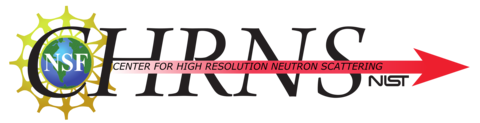 CHRNS
NSF
CENTER FOR HIGH RESOLUTION NEUTRON SCATTERING
NIST